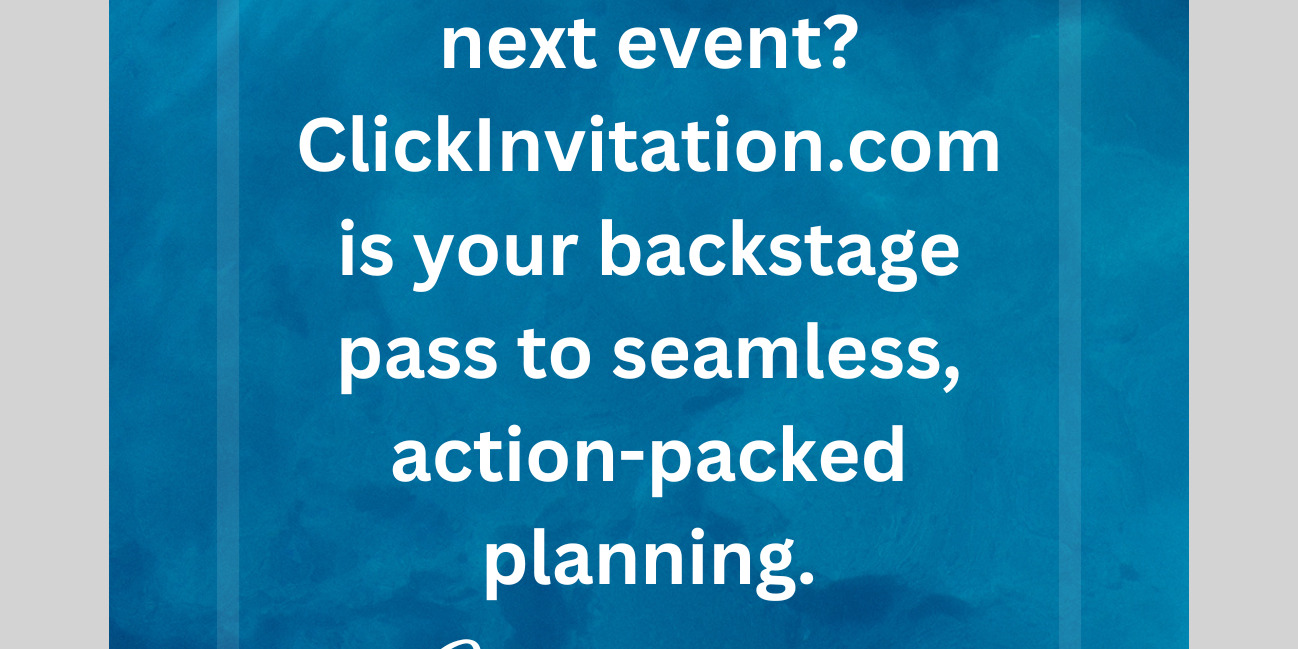 next event?
ClickInvitation.com
is your backstage
pass to seamless,
action-packed
planning.